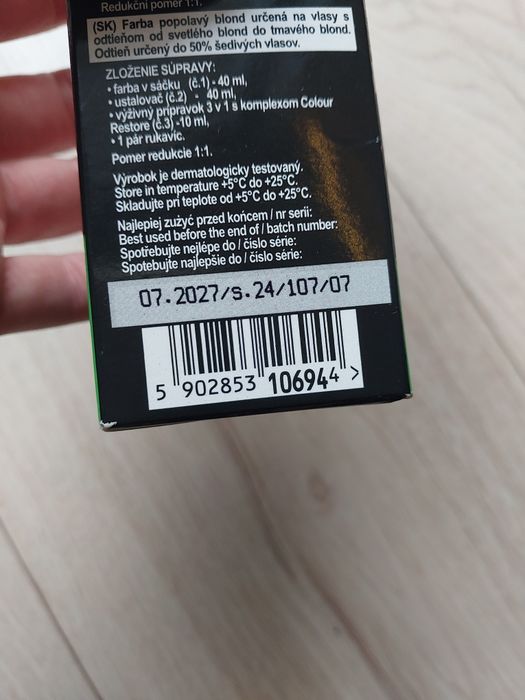 Redukční poměr 1:1.
(SK) Farba popolavý blond určená na vlasy s
odtieňom od svetlého blond do tmavého blond.
Odtieň určený do 50% šedivých vlasov.
ZLOŽENIE SÚPRAVY:
• farba v sáčku (č.1) - 40 ml,
• ustalovač (č.2) - 40 ml,
• výživný prípravok 3 v 1 s komplexom Colour
Restore (č.3) -10 ml,
• 1 pár rukavíc.
Pomer redukcie 1:1.
Výrobok je dermatologicky testovaný.
Store in temperature +5°C do +25°C.
Skladujte pri teplote od +5°C do +25°C.
Najlepiej zużyć przed końcem / nr serii:
Best used before the end of / batch number:
Spotřebujte nejlépe do / číslo série:
Spotebujte najlepšie do / číslo série:
07.2027/S.24/107/07
5 902853 106944 >